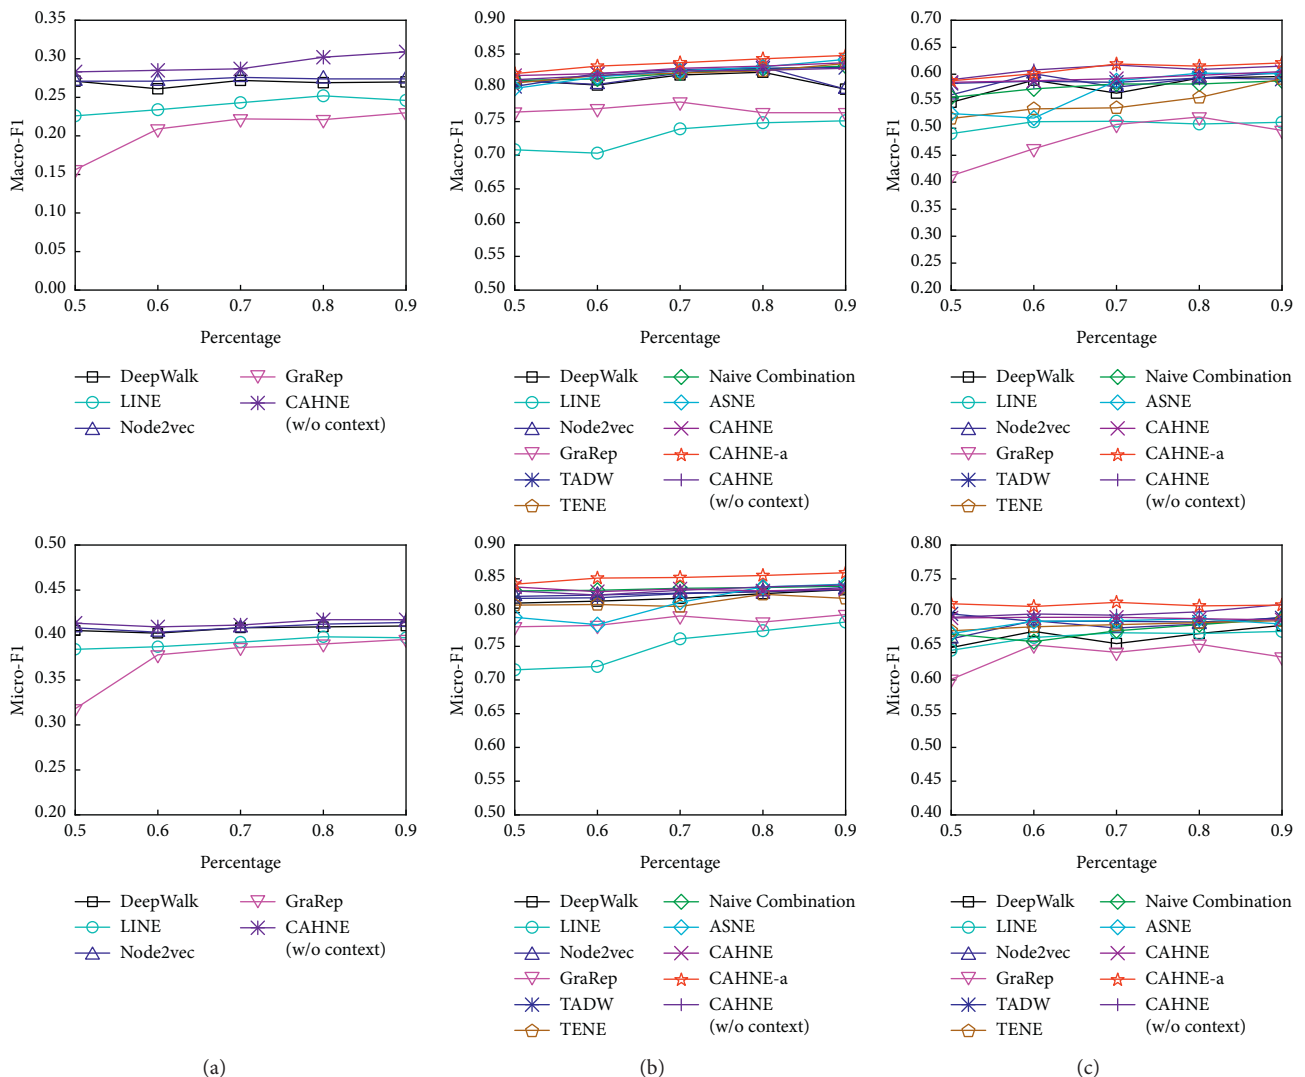 0.35
0.30
0.25
0.20
0.15
0.10
0.05
0.00
Macro-F1
0.5 0.6 0.7 0.8 0.9
Percentage
DeepWalk
LINE
Node2vec
GraRep
CAHNE
(w/o context)
0.90
0.85
0.80
0.75
0.70
0.65
0.60
0.55
0.50
Macro-F1
0.5 0.6 0.7 0.8 0.9
Percentage
DeepWalk
LINE
Node2vec
GraRep
TADW
TENE
Naive Combination
ASNE
CAHNE
CAHNE-a
CAHNE
(w/o context)
0.70
0.65
0.60
0.55
0.50
0.45
0.40
0.35
0.30
0.25
0.20
Macro-F1
0.5 0.6 0.7 0.8 0.9
Percentage
DeepWalk
LINE
Node2vec
GraRep
TADW
TENE
Naive Combination
ASNE
CAHNE
CAHNE-a
CAHNE
(w/o context)
0.50
0.45
0.40
0.35
0.30
0.25
0.20
Micro-F1
0.5 0.6 0.7 0.8 0.9
Percentage
DeepWalk
LINE
Node2vec
GraRep
CAHNE
(w/o context)
(a)
0.90
0.85
0.80
0.75
0.70
0.65
0.60
0.55
0.50
Micro-F1
0.5 0.6 0.7 0.8 0.9
Percentage
DeepWalk
LINE
Node2vec
GraRep
TADW
TENE
Naive Combination
ASNE
CAHNE
CAHNE-a
CAHNE
(w/o context)
(b)
0.80
0.75
0.70
0.65
0.60
0.55
0.50
0.45
0.40
Micro-F1
0.5 0.6 0.7 0.8 0.9
Percentage
DeepWalk
LINE
Node2vec
GraRep
TADW
TENE
Naive Combination
ASNE
CAHNE
CAHNE-a
CAHNE
(w/o context)
(c)